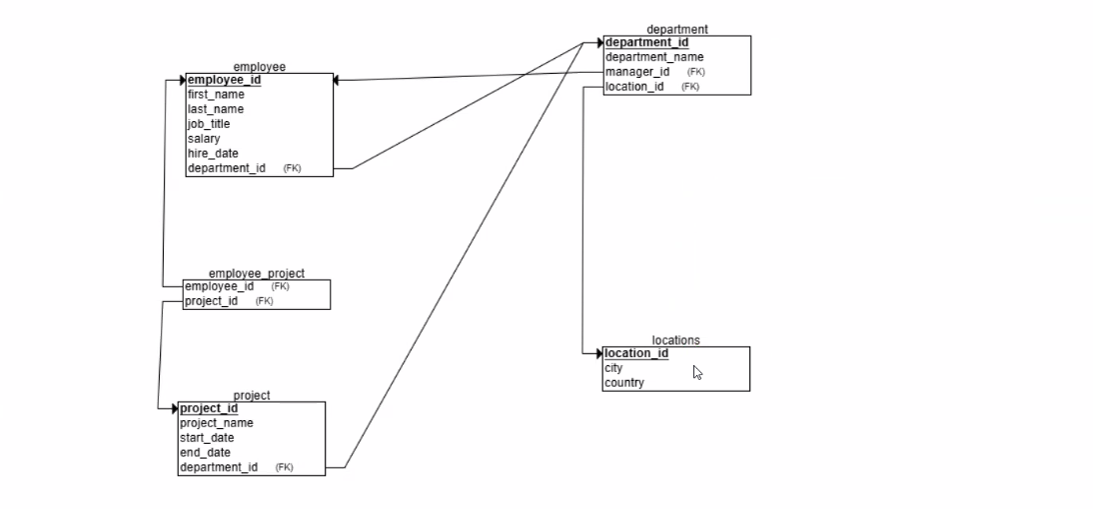 department
department_id
department_name
manager_id (FK)
location_id (FK)
employee
employee_id
first_name
last_name
job_title
salary
hire_date
department_id (FK)
employee_project
employee_id (FK)
project_id (FK)
locations
location_id
city
country
project
project_id
project_name
start_date
end_date
department_id (FK)